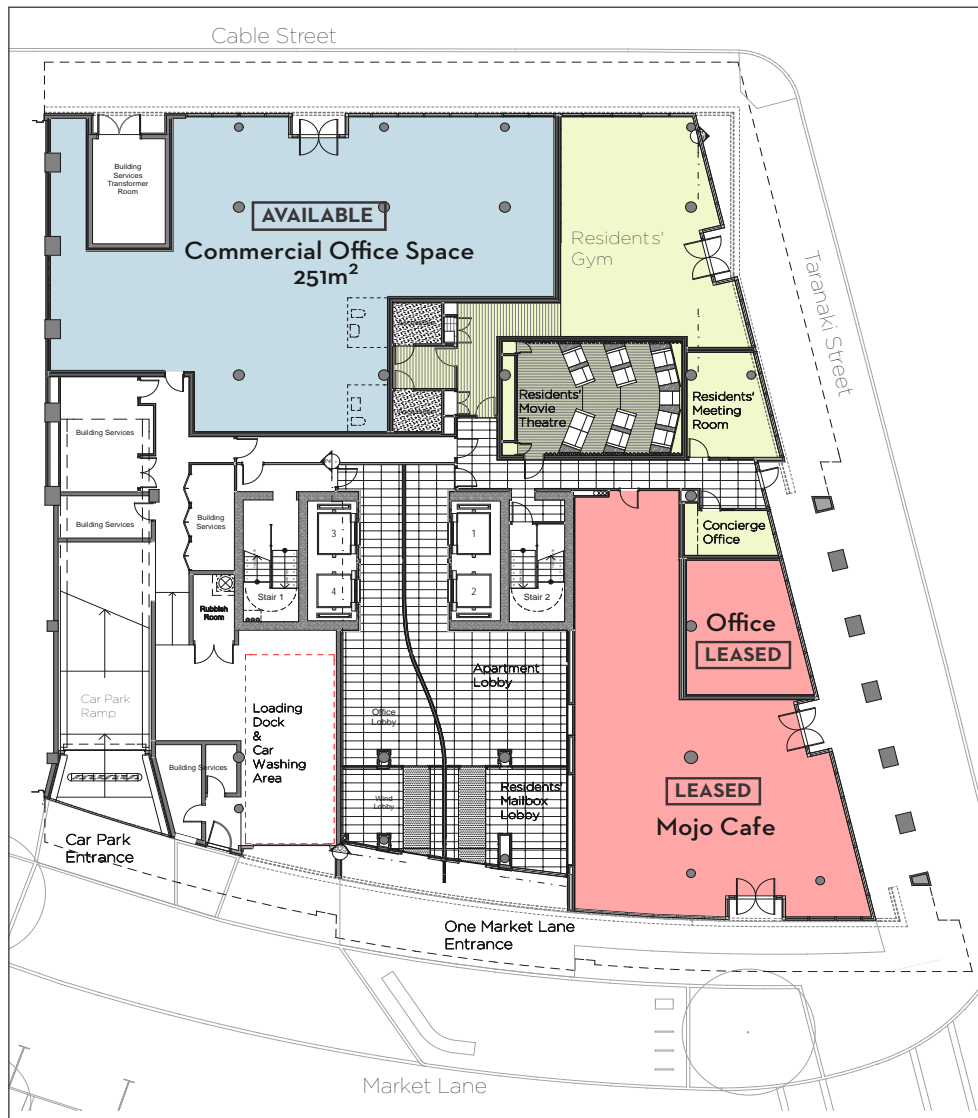 Cable Street
Building
Services
Transformer
Room
AVAILABLE
Commercial Office Space
251m²
Residents'
Gym
Taranaki Street
Residents'
Movie
Theatre
Residents'
Meeting
Room
Building Services
Building Services
Building
Services
Concierge
Office
3
4
1
2
Stair 1
Stair 2
Rubbish
Room
Office
LEASED
Car Park
Ramp
Loading
Dock
&
Car
Washing
Area
Apartment
Lobby
Office
Lobby
Building Services
Wind
Lobby
Residents'
Mailbox
Lobby
LEASED
Mojo Cafe
Car Park
Entrance
One Market Lane
Entrance
Market Lane